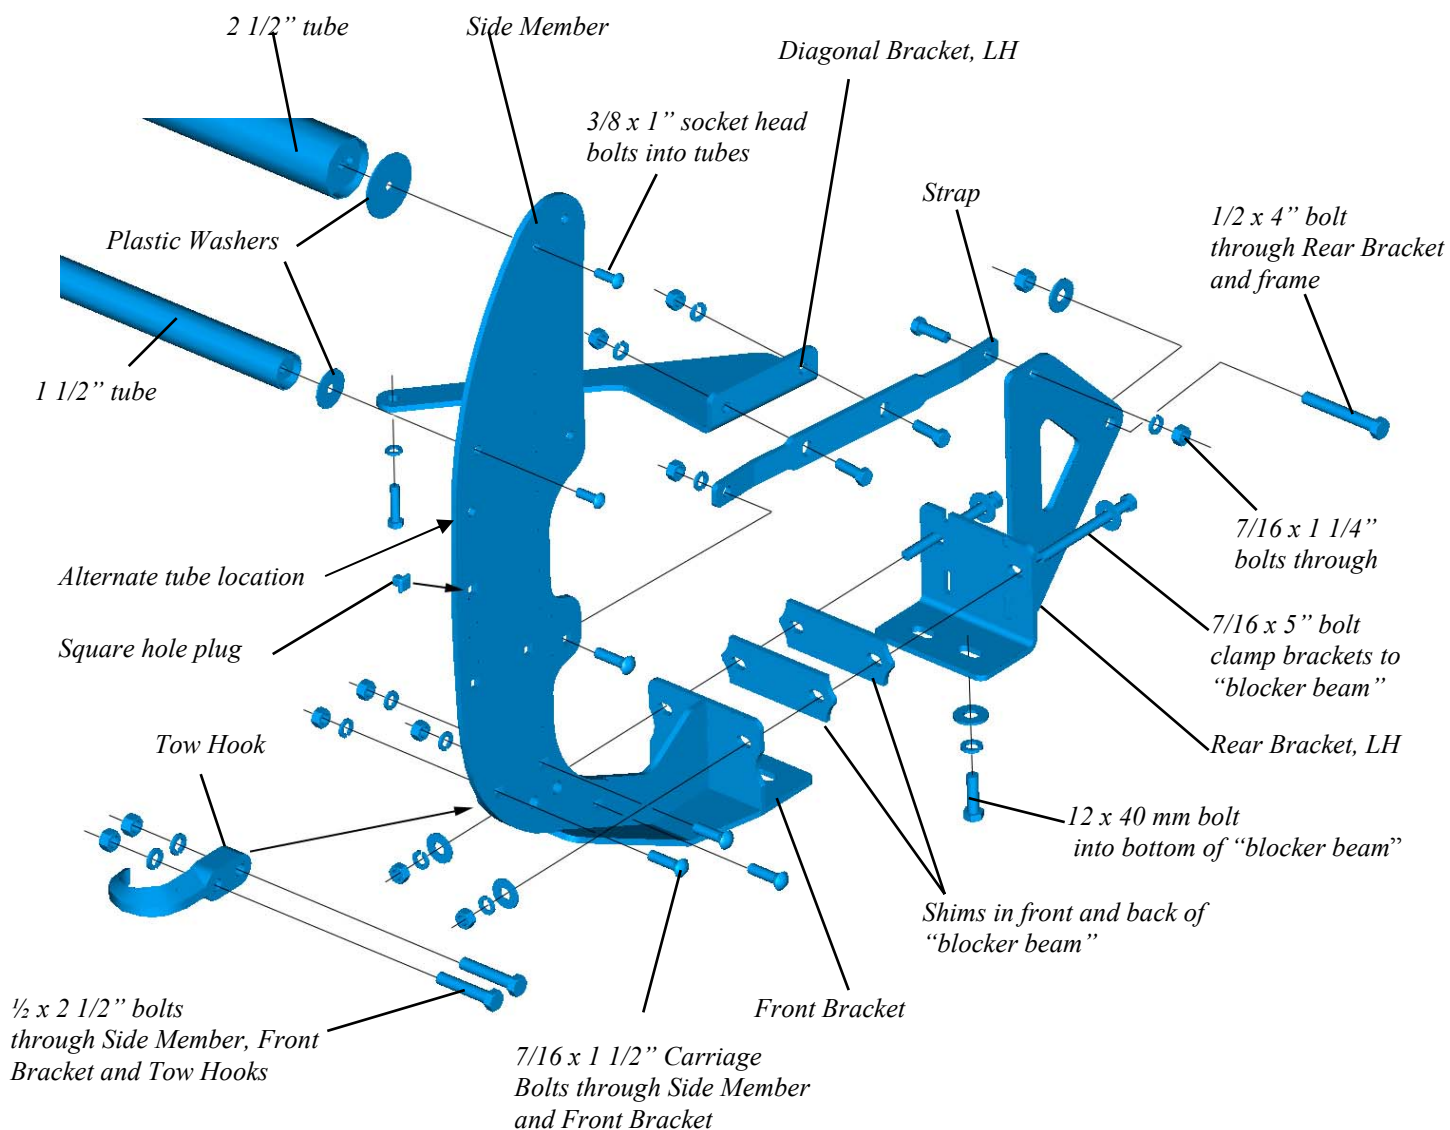 2 1/2” tube
Side Member
Diagonal Bracket, LH
3/8 x 1” socket head
bolts into tubes
Strap
1/2 x 4” bolt
through Rear Bracket
and frame
Plastic Washers
1 1/2” tube
7/16 x 1 1/4”
bolts through
Alternate tube location
Square hole plug
7/16 x 5” bolt
clamp brackets to
“blocker beam”
Rear Bracket, LH
Tow Hook
12 x 40 mm bolt
into bottom of “blocker beam”
Shims in front and back of
“blocker beam”
Front Bracket
½ x 2 1/2” bolts
through Side Member, Front
Bracket and Tow Hooks
7/16 x 1 1/2” Carriage
Bolts through Side Member
and Front Bracket